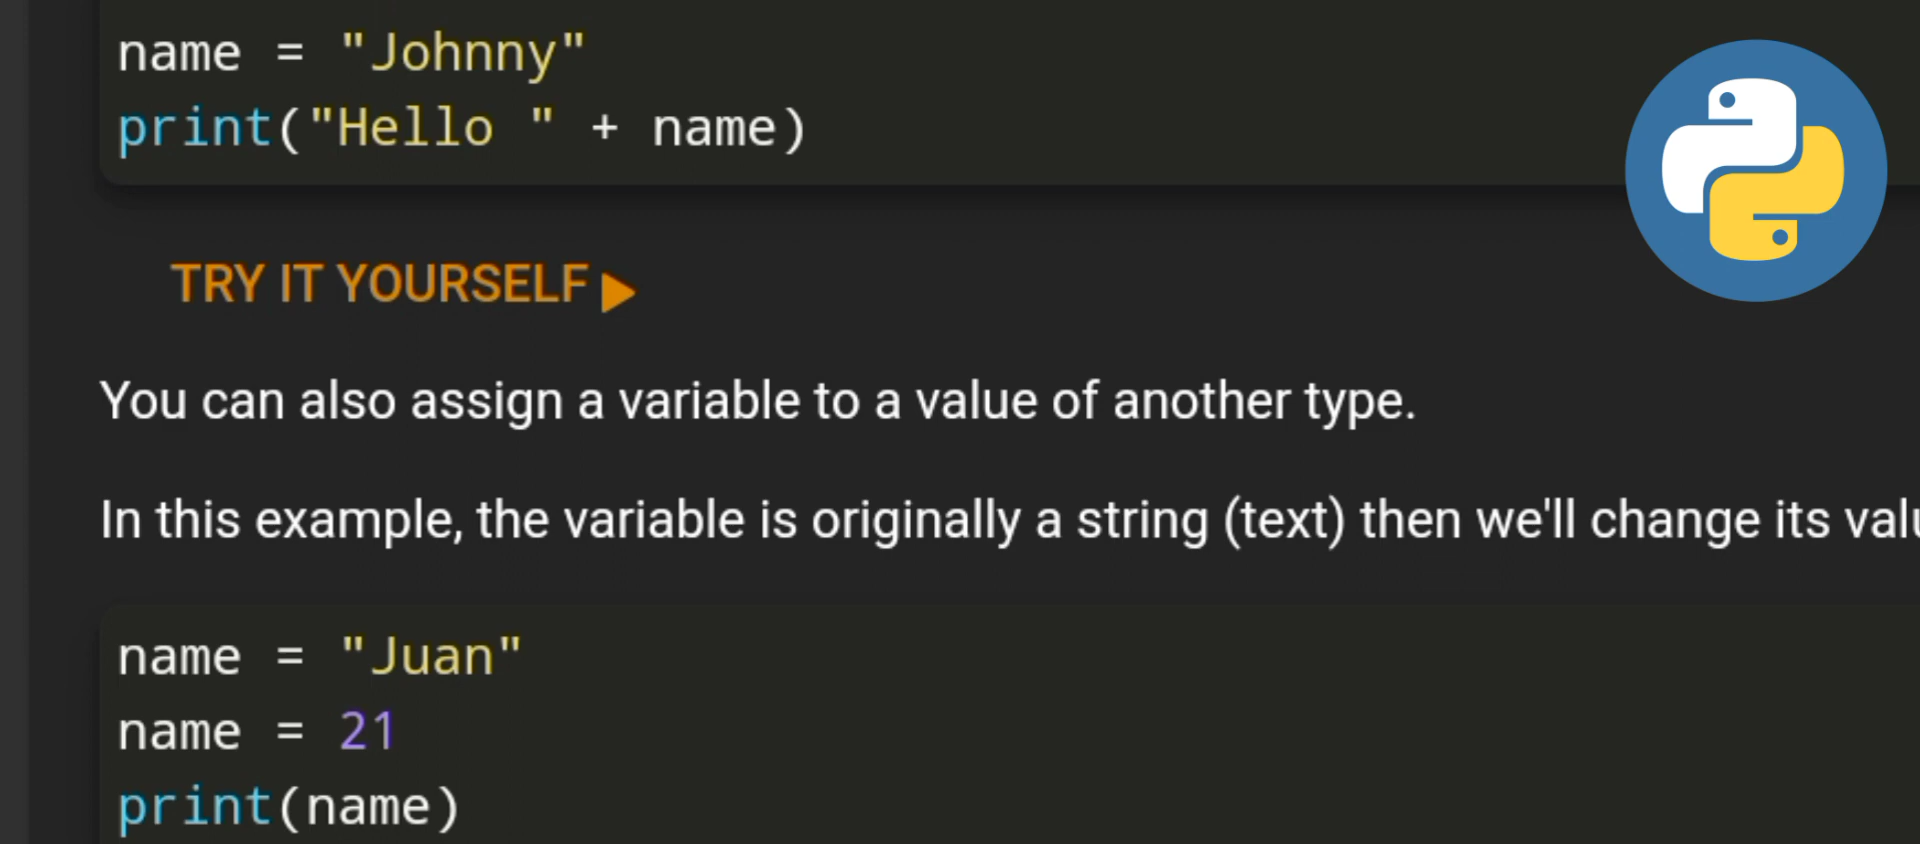 name = "Johnny"
print("Hello " + name)
TRY IT YOURSELF
You can also assign a variable to a value of another type.
In this example, the variable is originally a string (text) then we'll change its
name = "Juan"
name = 21
print(name)